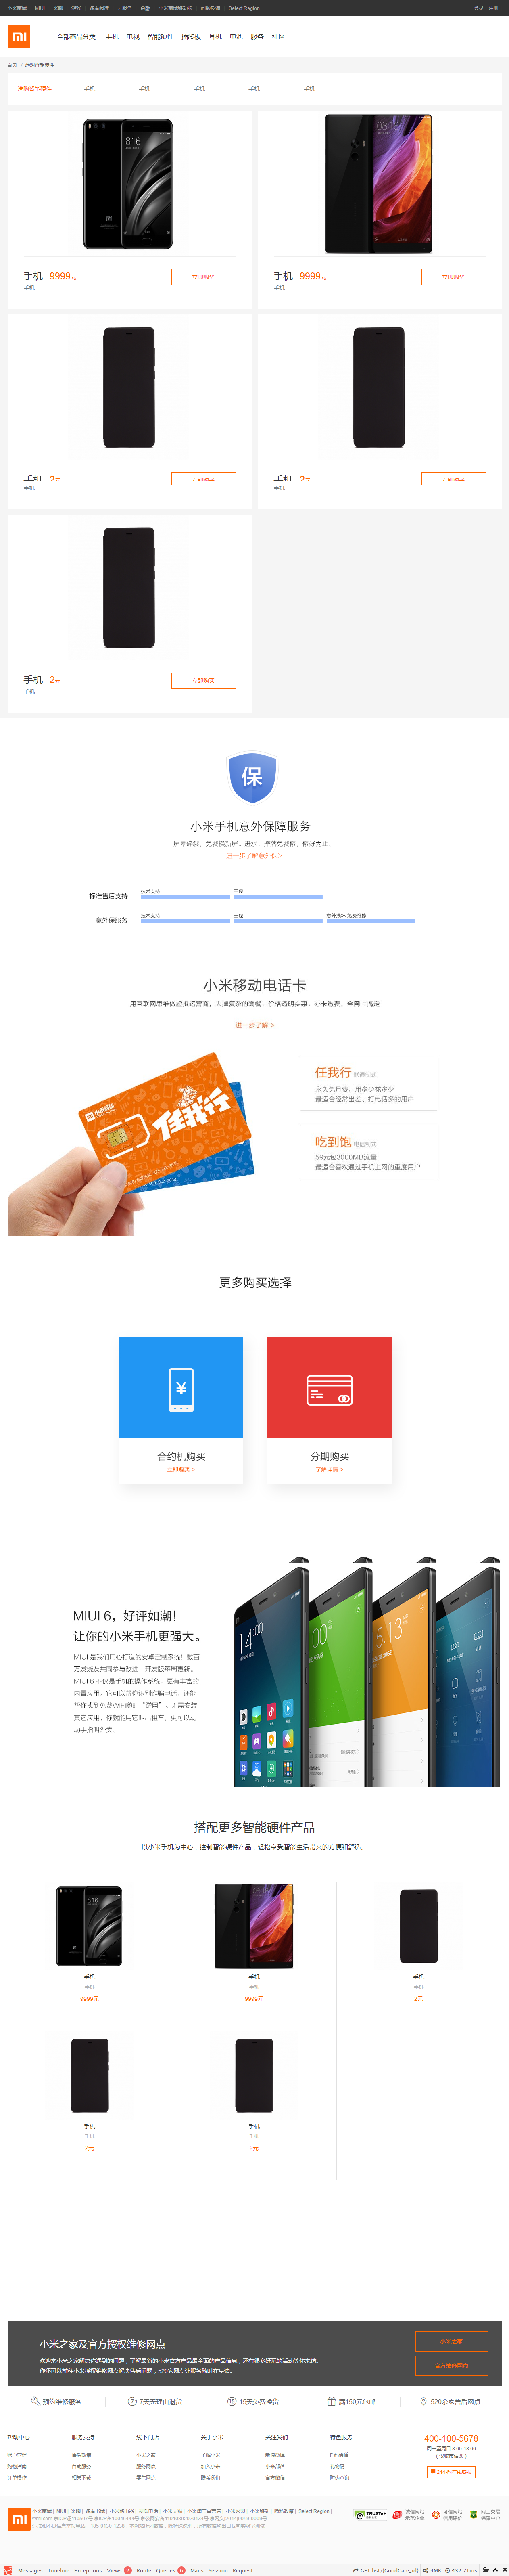 小米商城 MIUI 米聊 游戏 多看阅读 云服务 金融 小米商城移动版 问题反馈 Select Region 登录 注册
全部商品分类 手机 电视 智能硬件 插线板 耳机 电池 服务 社区
首页 / 选购智能硬件
选购智能硬件 手机 手机 手机 手机 手机
手机 9999元 立即购买
手机
手机 9999元 立即购买
手机
手机 2元 立即购买
手机
手机 2元 立即购买
手机
手机 2元 立即购买
手机
保
小米手机意外保障服务
屏幕碎裂，免费换新屏，进水、摔落免费修，修好为止。
进一步了解意外保>
标准售后支持 技术支持 三包
意外保服务 技术支持 三包 意外损坏 免费维修
小米移动电话卡
用互联网思维做虚拟运营商，去掉复杂的套餐，价格透明实惠，办卡缴费，全网上搞定
进一步了解 >
任我行
任我行 联通制式
永久免月费，用多少花多少
最适合经常出差、打电话多的用户
吃到饱 电信制式
59元包3000MB流量
最适合喜欢通过手机上网的重度用户
更多购买选择
合约机购买
立即购买 >
分期购买
了解详情 >
MIUI 6，好评如潮！
让你的小米手机更强大。
MIUI 是我们用心打造的安卓定制系统！数百
万发烧友共同参与改进，开发版每周更新。
MIUI 6 不仅是手机的操作系统，更有丰富的
内置应用，它可以帮你识别诈骗电话，还能
帮你找到免费WiFi随时“蹭网”，无需安装
其它应用，你就能用它叫出租车，更可以动
动手指叫外卖。
搭配更多智能硬件产品
以小米手机为中心，控制智能硬件产品，轻松享受智能生活带来的方便和舒适。
手机 手机 手机
手机 手机 手机
9999元 9999元 2元
手机 手机
手机 手机
2元 2元
小米之家及官方授权维修网点
欢迎来小米之家解决你遇到的问题，了解最新的小米官方产品最全面的产品信息，还有很多好玩的活动等你来访。
你还可以前往小米授权维修网点解决售后问题，520家网点让服务随时在身边。
小米之家
官方维修网点
预约维修服务 7天无理由退货 15天免费换货 满150元包邮 520余家售后网点
帮助中心 服务支持 线下门店 关于小米 关注我们 特色服务
账户管理 售后政策 小米之家 了解小米 新浪微博 F 码通道
购物指南 自助服务 服务网点 加入小米 小米部落 礼物码
订单操作 相关下载 零售网点 联系我们 官方微信 防伪查询
400-100-5678
周一至周日 8:00-18:00
（仅收市话费）
24小时在线客服
小米商城 | MIUI | 米聊 | 多看书城 | 小米路由器 | 视频电话 | 小米天猫 | 小米淘宝直营店 | 小米网盟 | 小米移动 | 隐私政策 | Select Region |
TRUSTe 诚信网站 示范企业 可信网站 信用评价 网上交易 保障中心
Messages Timeline Exceptions Views 2 Route Queries 6 Mails Session Request GET list/{GoodCate_id} 4MB 432.71ms